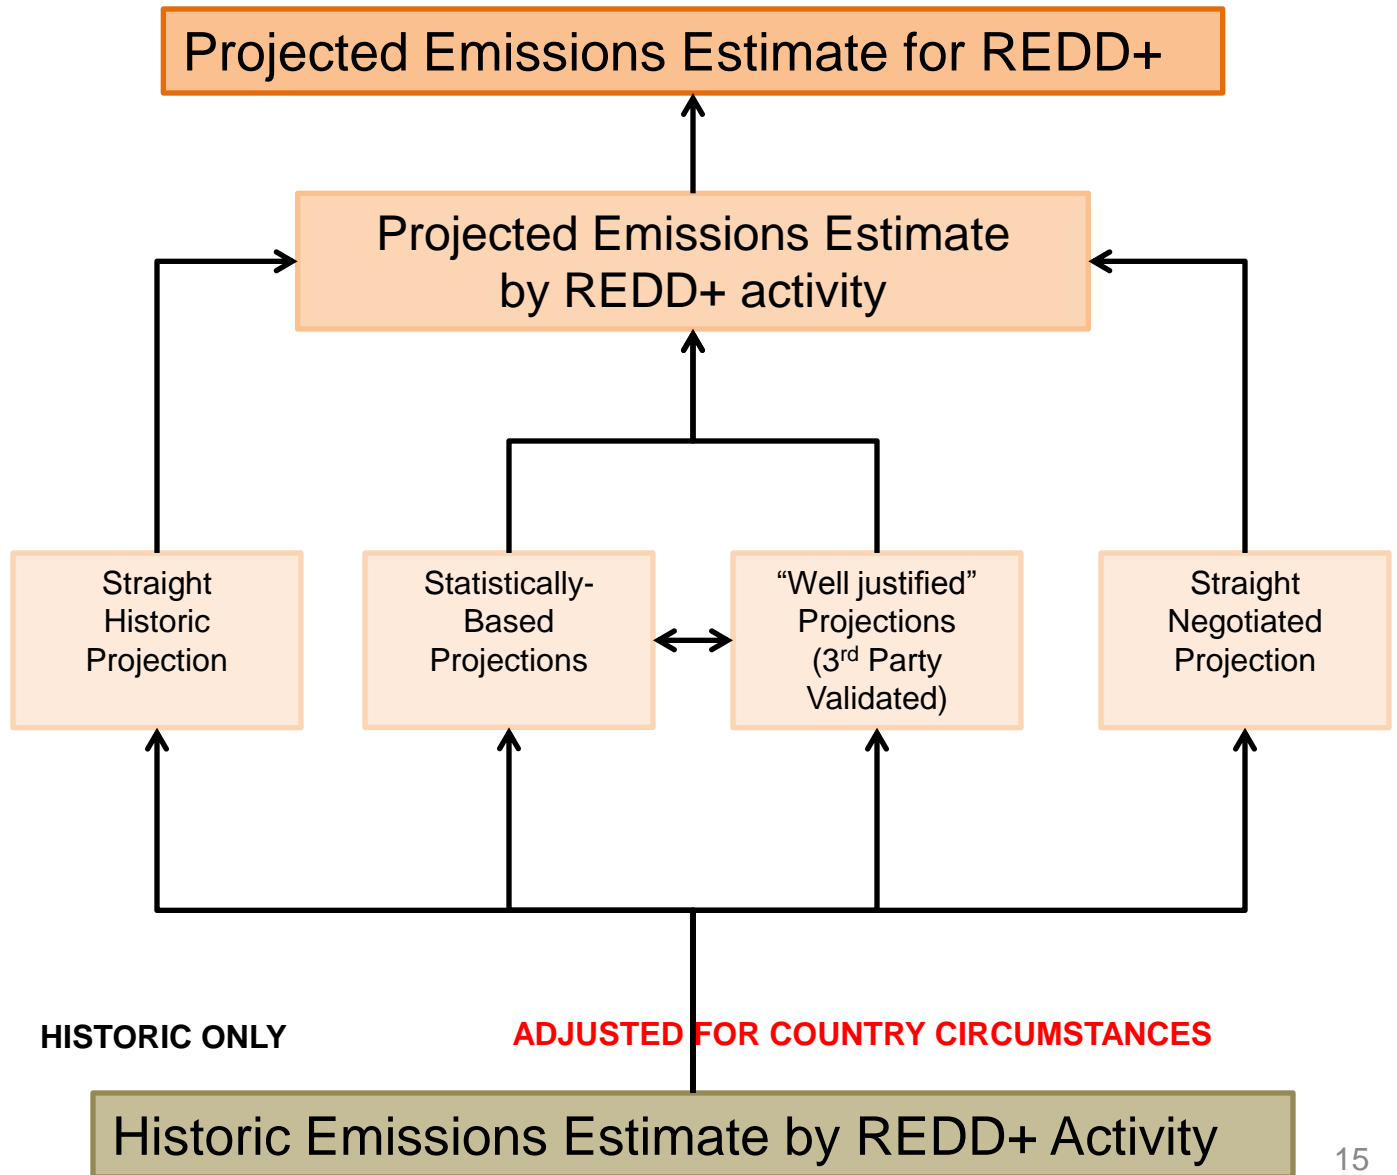 Projected Emissions Estimate for REDD+
Projected Emissions Estimate
by REDD+ activity
Straight
Historic
Projection
Statistically-
Based
Projections
“Well justified”
Projections
(3rd Party
Validated)
Straight
Negotiated
Projection
HISTORIC ONLY
ADJUSTED FOR COUNTRY CIRCUMSTANCES
Historic Emissions Estimate by REDD+ Activity
15